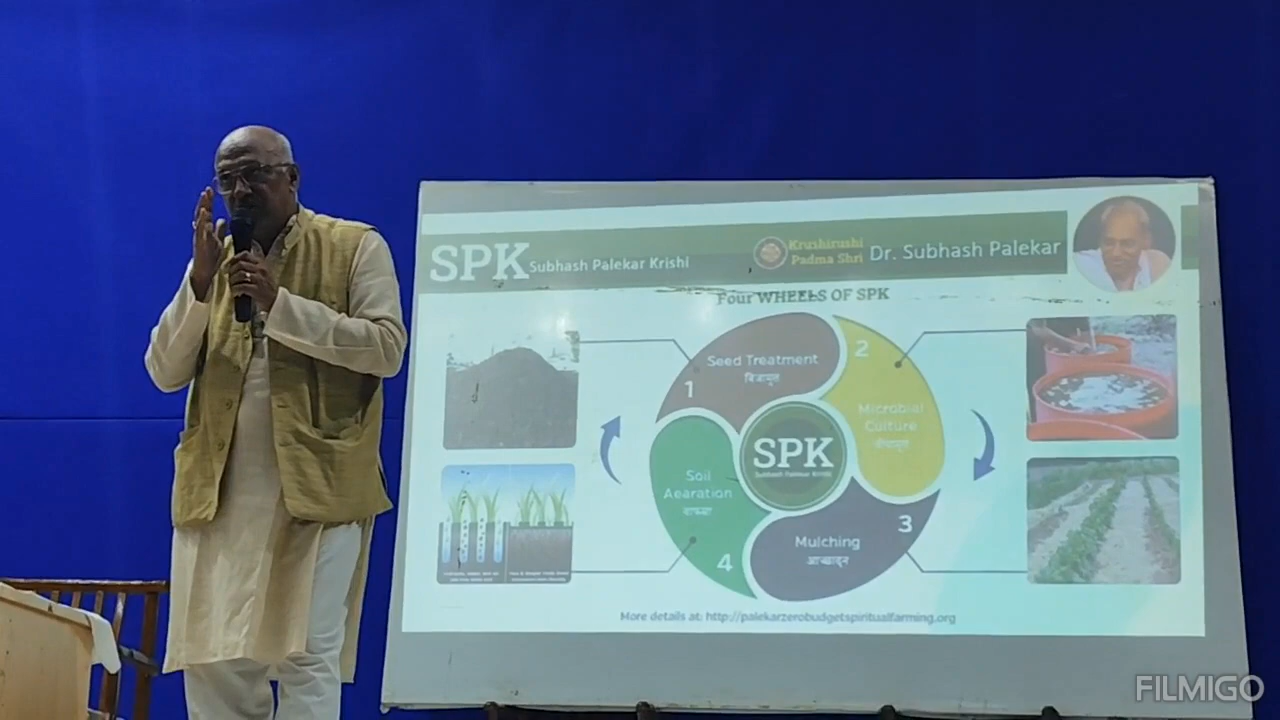 SPK Subhash Palekar Krishi
Krushirushi
Padma Shri
Dr. Subhash Palekar
Four WHEELS OF SPK
1
Seed Treatment
बिजामृत
2
Microbial
Culture
जीवामृत
3
Mulching
आच्छादन
4
Soil
Aearation
वाफसा
SPK
Subhash Palekar Krishi
More details at: http://palekarzerobudgetspiritualfarming.org
FILMIGO